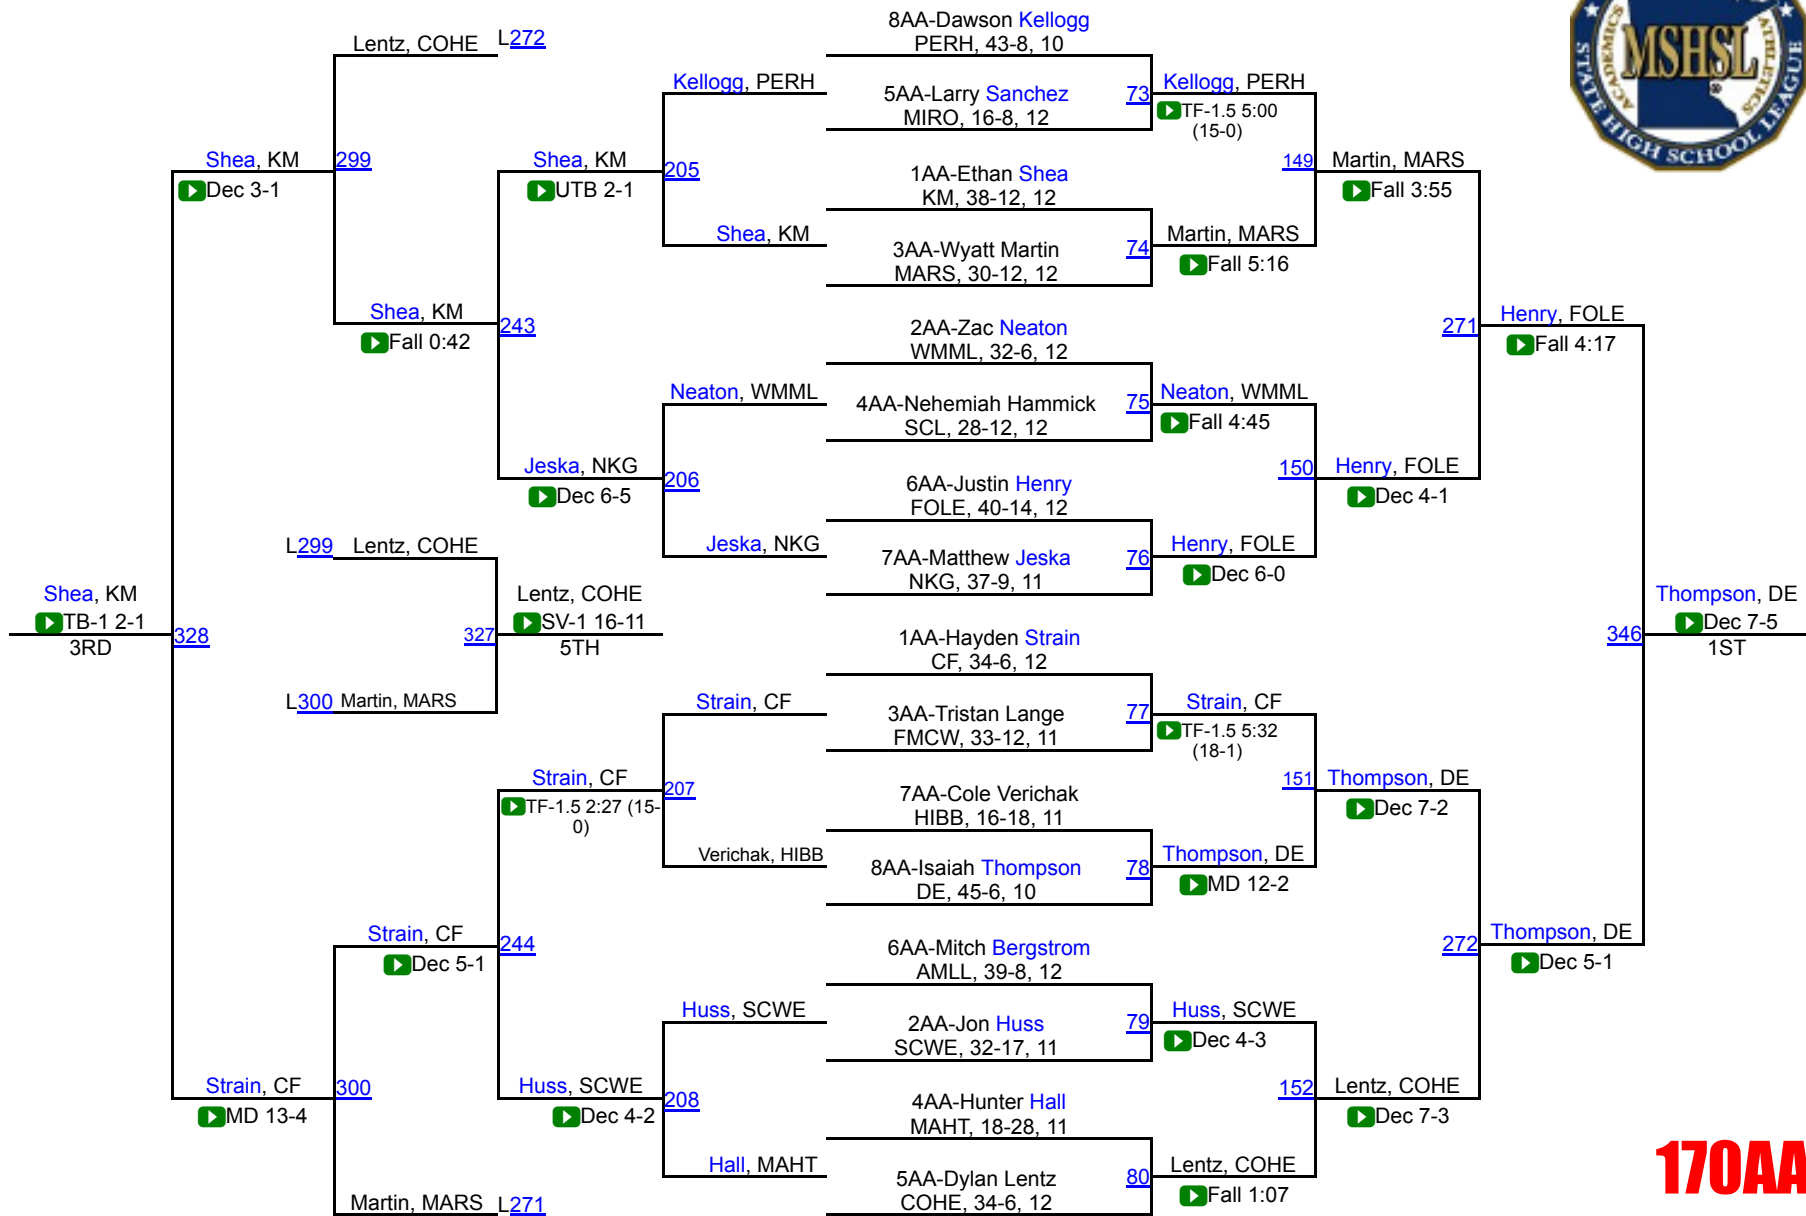 Lentz, COHE L272
Shea, KM
Dec 3-1
299
Shea, KM
UTB 2-1
Kellogg, PERH
205
Shea, KM
Shea, KM
Fall 0:42
243
Neaton, WMML
Jeska, NKG
Dec 6-5
206
Jeska, NKG
L299 Lentz, COHE
Shea, KM
TB-1 2-1
3RD
328
327
Lentz, COHE
SV-1 16-11
5TH
L300 Martin, MARS
Strain, CF
Strain, CF
TF-1.5 2:27 (15-
0)
207
Verichak, HIBB
Strain, CF
Dec 5-1
244
Huss, SCWE
Strain, CF
MD 13-4
300
Huss, SCWE
Dec 4-2
208
Hall, MAHT
Martin, MARS L271
8AA-Dawson Kellogg
PERH, 43-8, 10
5AA-Larry Sanchez
MIRO, 16-8, 12
73
1AA-Ethan Shea
KM, 38-12, 12
3AA-Wyatt Martin
MARS, 30-12, 12
74
2AA-Zac Neaton
WMML, 32-6, 12
4AA-Nehemiah Hammick
SCL, 28-12, 12
75
6AA-Justin Henry
FOLE, 40-14, 12
7AA-Matthew Jeska
NKG, 37-9, 11
76
1AA-Hayden Strain
CF, 34-6, 12
3AA-Tristan Lange
FMCW, 33-12, 11
77
7AA-Cole Verichak
HIBB, 16-18, 11
8AA-Isaiah Thompson
DE, 45-6, 10
78
6AA-Mitch Bergstrom
AMLL, 39-8, 12
2AA-Jon Huss
SCWE, 32-17, 11
79
4AA-Hunter Hall
MAHT, 18-28, 11
5AA-Dylan Lentz
COHE, 34-6, 12
80
Kellogg, PERH
TF-1.5 5:00
(15-0)
149
Martin, MARS
Fall 5:16
Martin, MARS
Fall 3:55
Neaton, WMML
Fall 4:45
150
Henry, FOLE
Dec 6-0
Henry, FOLE
Dec 4-1
271
Henry, FOLE
Fall 4:17
Strain, CF
TF-1.5 5:32
(18-1)
151
Thompson, DE
MD 12-2
Thompson, DE
Dec 7-2
Huss, SCWE
Dec 4-3
152
Lentz, COHE
Fall 1:07
Lentz, COHE
Dec 7-3
272
Thompson, DE
Dec 5-1
346
Thompson, DE
Dec 7-5
1ST
ACADEMICS
MSHSL
ATHLETICS
STATE HIGH SCHOOL LEAGUE
170AA